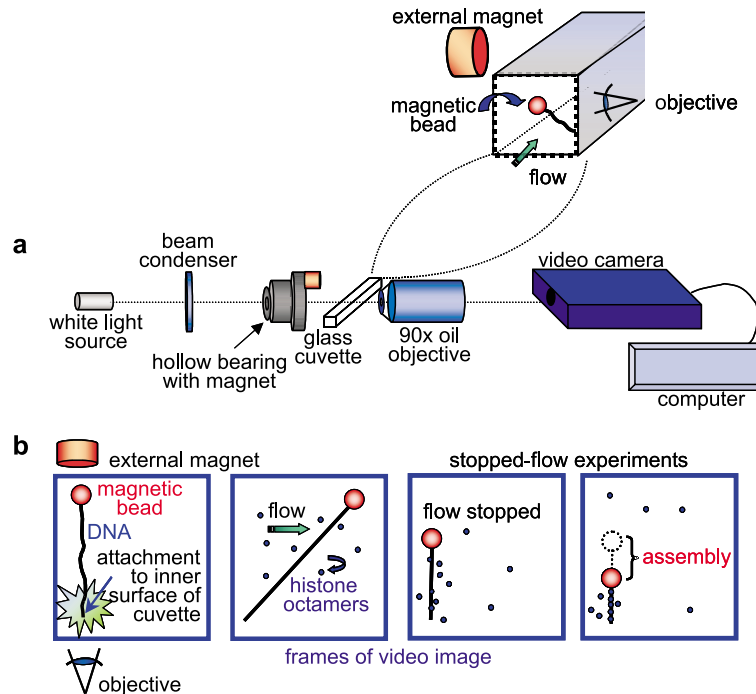 external magnet
magnetic
bead
objective
flow
a
beam
condenser
video camera
white light
source
hollow bearing
with magnet
glass
cuvette
90x oil
objective
computer
b
external magnet
stopped-flow experiments
magnetic
bead
DNA
attachment
to inner
surface of
cuvette
flow
histone
octamers
flow stopped
assembly
frames of video image
objective